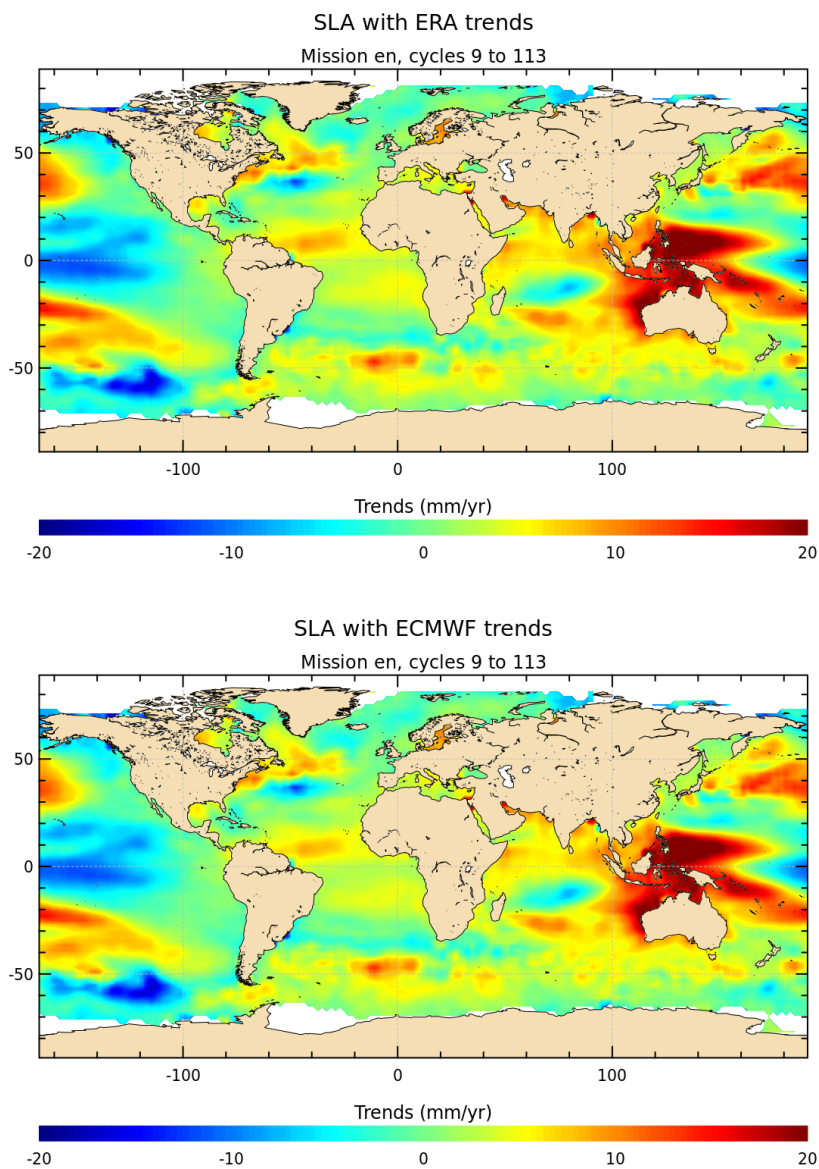 SLA with ERA trends
Mission en, cycles 9 to 113
50
0
-50
-100 0 100
Trends (mm/yr)
-20 -10 0 10 20
SLA with ECMWF trends
Mission en, cycles 9 to 113
50
0
-50
-100 0 100
Trends (mm/yr)
-20 -10 0 10 20